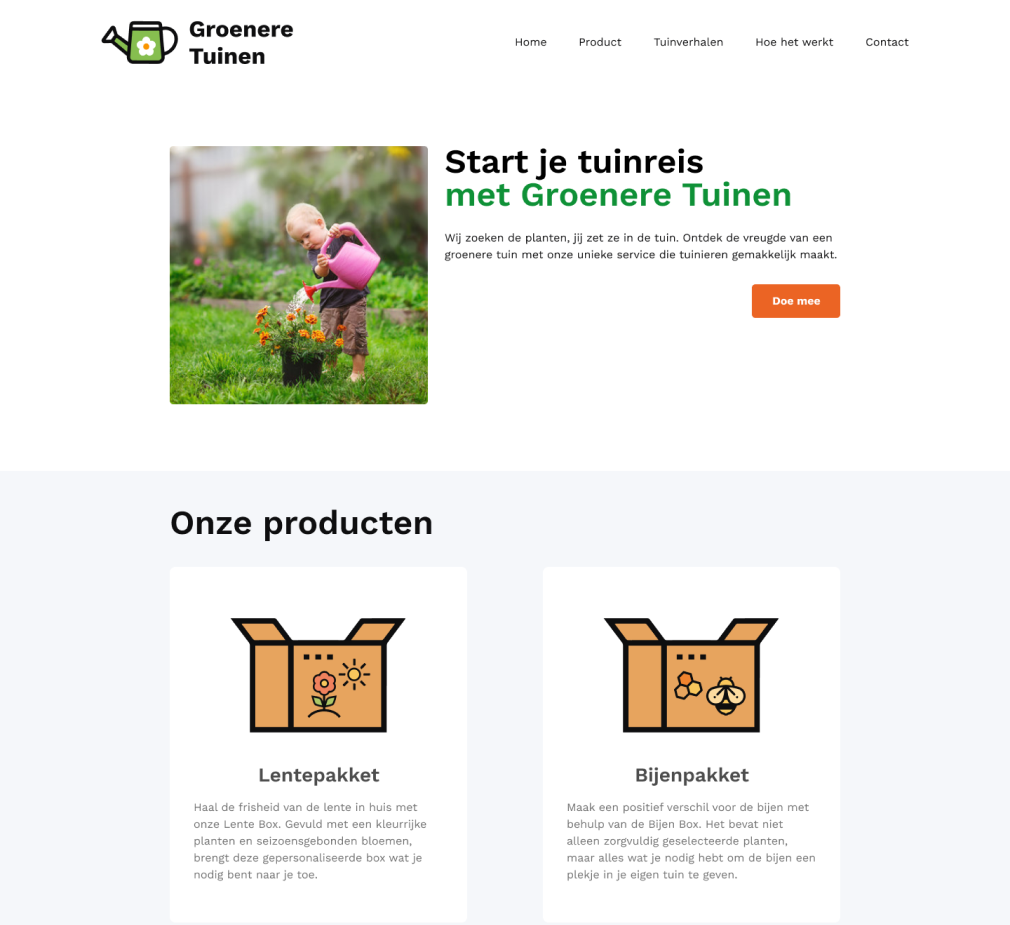 Groenere
Tuinen
Home
Product
Tuinverhalen
Hoe het werkt
Contact
Start je tuinreis
met Groenere Tuinen
Wij zoeken de planten, jij zet ze in de tuin. Ontdek de vreugde van een
groenere tuin met onze unieke service die tuinieren gemakkelijk maakt.
Doe mee
Onze producten
Lentepakket
Haal de frisheid van de lente in huis met
onze Lente Box. Gevuld met een kleurrijke
planten en seizoensgebonden bloemen,
brengt deze gepersonaliseerde box wat je
nodig bent naar je toe.
Bijenpakket
Maak een positief verschil voor de bijen met
behulp van de Bijen Box. Het bevat niet
alleen zorgvuldig geselecteerde planten,
maar alles wat je nodig hebt om de bijen een
plekje in je eigen tuin te geven.